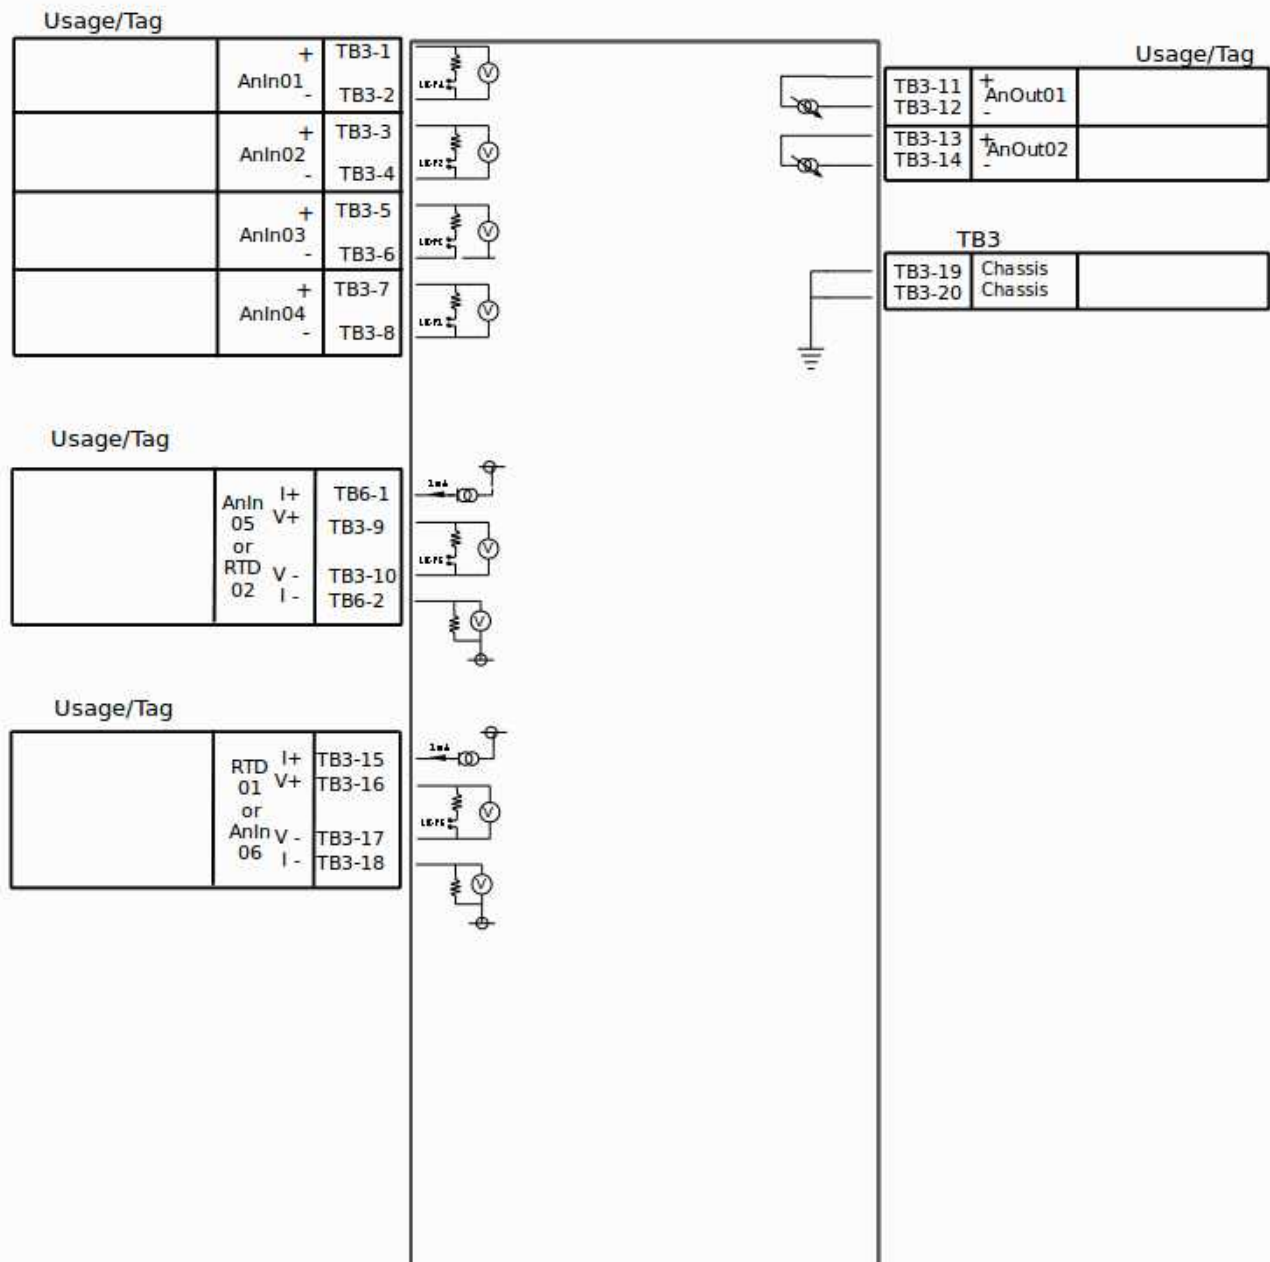 Usage/Tag
+ TB3-1
AnIn01
- TB3-2
+ TB3-3
AnIn02
- TB3-4
+ TB3-5
AnIn03
- TB3-6
+ TB3-7
AnIn04
- TB3-8
V
V
V
V
Usage/Tag
TB3-11 +
AnOut01
TB3-12 -
TB3-13 +
AnOut02
TB3-14 -
TB3
TB3-19 Chassis
TB3-20 Chassis
Usage/Tag
AnIn
05
or
RTD
02
I+ TB6-1
V+ TB3-9
V - TB3-10
I - TB6-2
V
V
Usage/Tag
RTD
01
or
AnIn
06
I+ TB3-15
V+ TB3-16
V - TB3-17
I - TB3-18
V
V